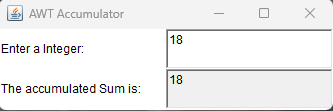 AWT Accumulator
Enter a Integer: 18
The accumulated Sum is: 18